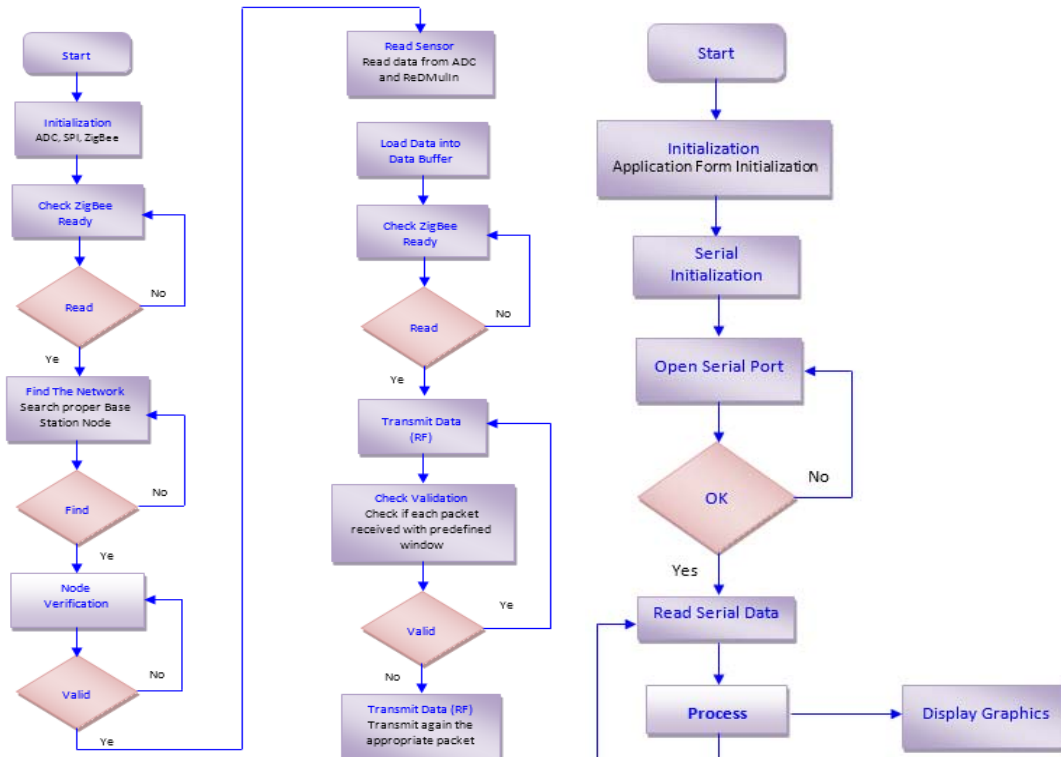 Start
Initialization
ADC, SPI, ZigBee
Check ZigBee
Ready
Read
No
Ye
Find The Network
Search proper Base
Station Node
Find
No
Ye
Node
Verification
Valid
No
Ye
Read Sensor
Read data from ADC
and ReDMulIn
Load Data into
Data Buffer
Check ZigBee
Ready
Read
No
Ye
Transmit Data
(RF)
Check Validation
Check if each packet
received with predefined
window
Valid
Ye
No
Transmit Data (RF)
Transmit again the
appropriate packet
Start
Initialization
Application Form Initialization
Serial
Initialization
Open Serial Port
OK
No
Yes
Read Serial Data
Process
Display Graphics